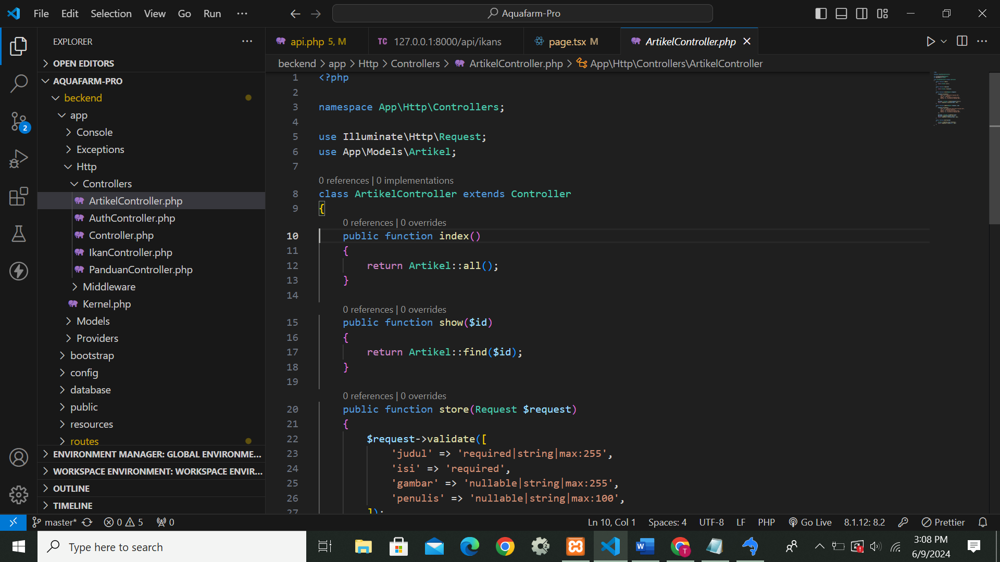 File Edit Selection View Go Run ···
Aquafarm-Pro
EXPLORER
OPEN EDITORS
AQUAFARM-PRO
beckend
app
Console
Exceptions
Http
Controllers
ArtikelController.php
AuthController.php
Controller.php
IkanController.php
PanduanController.php
Middleware
Kernel.php
Models
Providers
bootstrap
config
database
public
resources
routes
ENVIRONMENT MANAGER: GLOBAL ENVIRONME...
WORKSPACE ENVIRONMENT: WORKSPACE ENVIR...
OUTLINE
TIMELINE
2
api.php 5, M
TC 127.0.0.1:8000/api/ikans
page.tsx M
ArtikelController.php
beckend > app > Http > Controllers > ArtikelController.php > App\Http\Controllers\ArtikelController
1 <?php
2
3 namespace App\Http\Controllers;
4
5 use Illuminate\Http\Request;
6 use App\Models\Artikel;
7
0 references | 0 implementations
8 class ArtikelController extends Controller
9 {
0 references | 0 overrides
10 public function index()
11 {
12 return Artikel::all();
13 }
14
0 references | 0 overrides
15 public function show($id)
16 {
17 return Artikel::find($id);
18 }
19
0 references | 0 overrides
20 public function store(Request $request)
21 {
22 $request->validate([
23 'judul' => 'required|string|max:255',
24 'isi' => 'required',
25 'gambar' => 'nullable|string|max:255',
26 'penulis' => 'nullable|string|max:100',
27 ]);
master* 0 5 0
Ln 10, Col 1 Spaces: 4 UTF-8 LF PHP Go Live 8.1.12: 8.2 Prettier
Type here to search
3:08 PM
6/9/2024